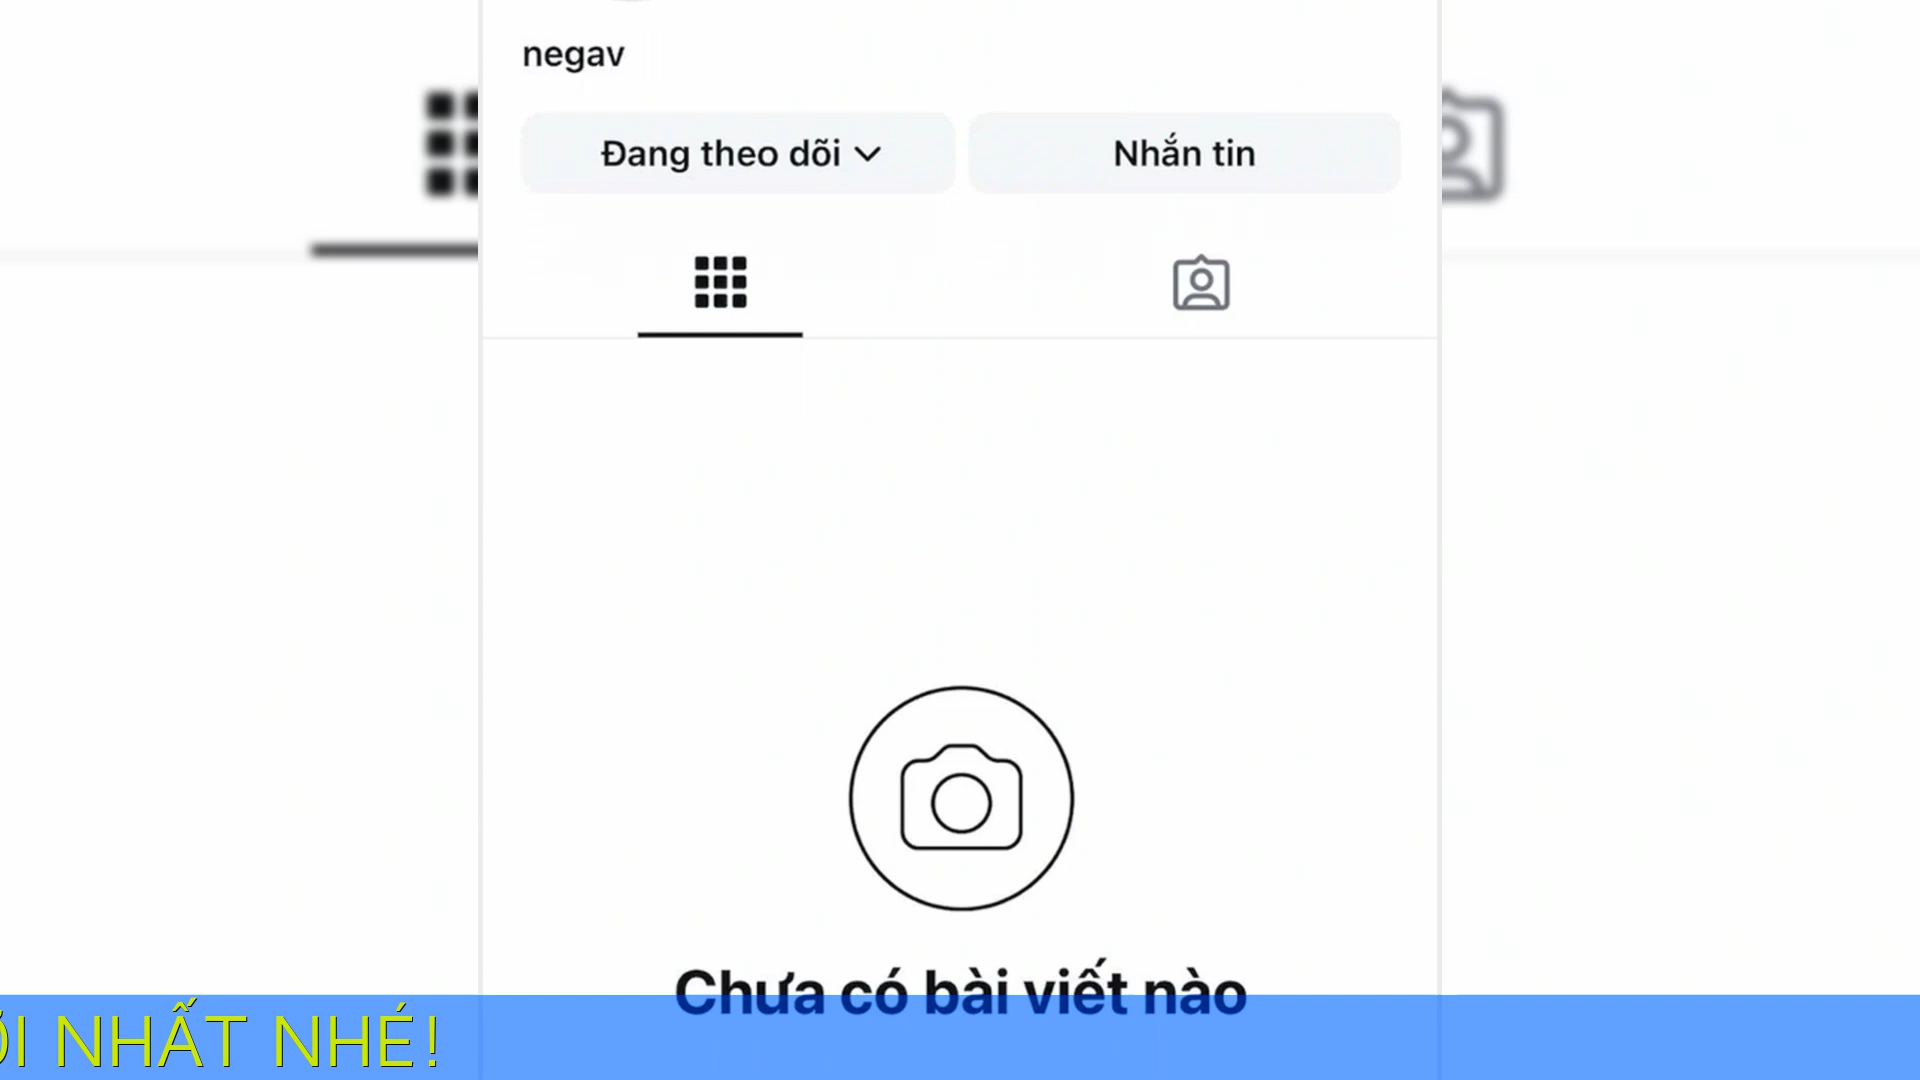 negav
Đang theo dõi
Nhắn tin
Chưa có bài viết nào
NHẤT NHÉ!